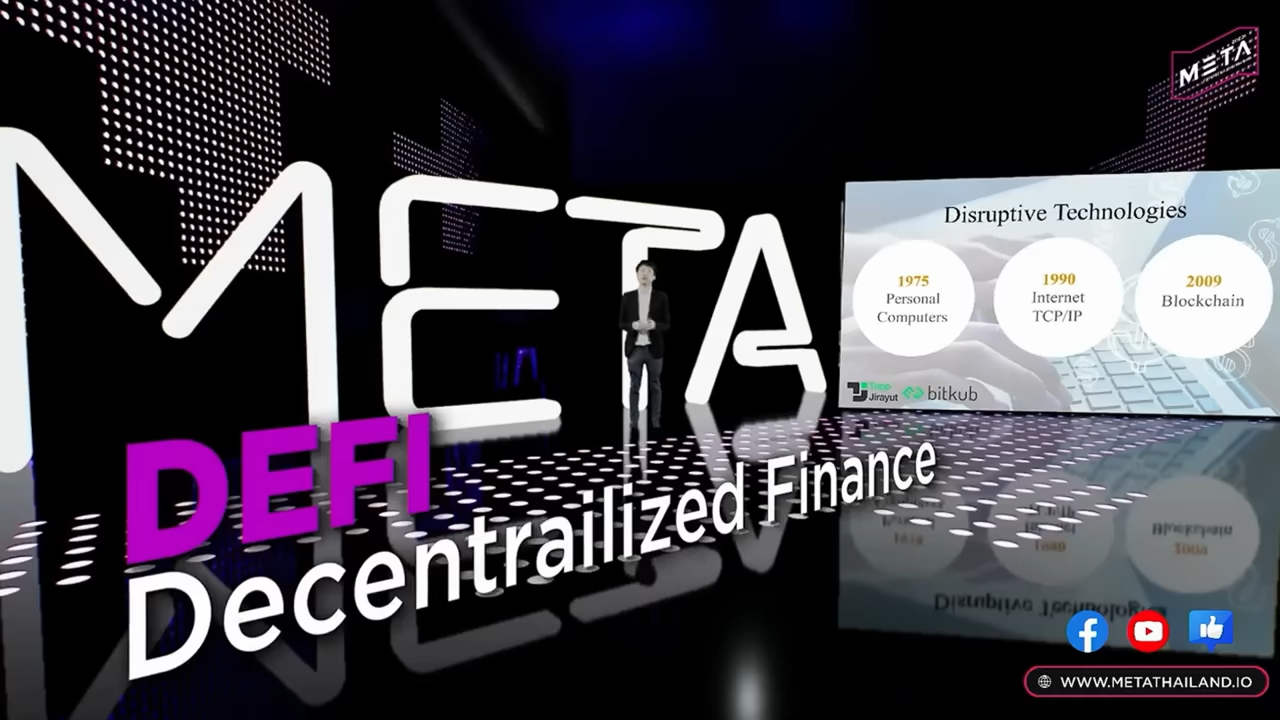 META
META
Disruptive Technologies
1975
Personal
Computers
1990
Internet
TCP/IP
2009
Blockchain
Jirayut
bitkub
DEFI
Decentrailized Finance
WWW.METATHAILAND.IO